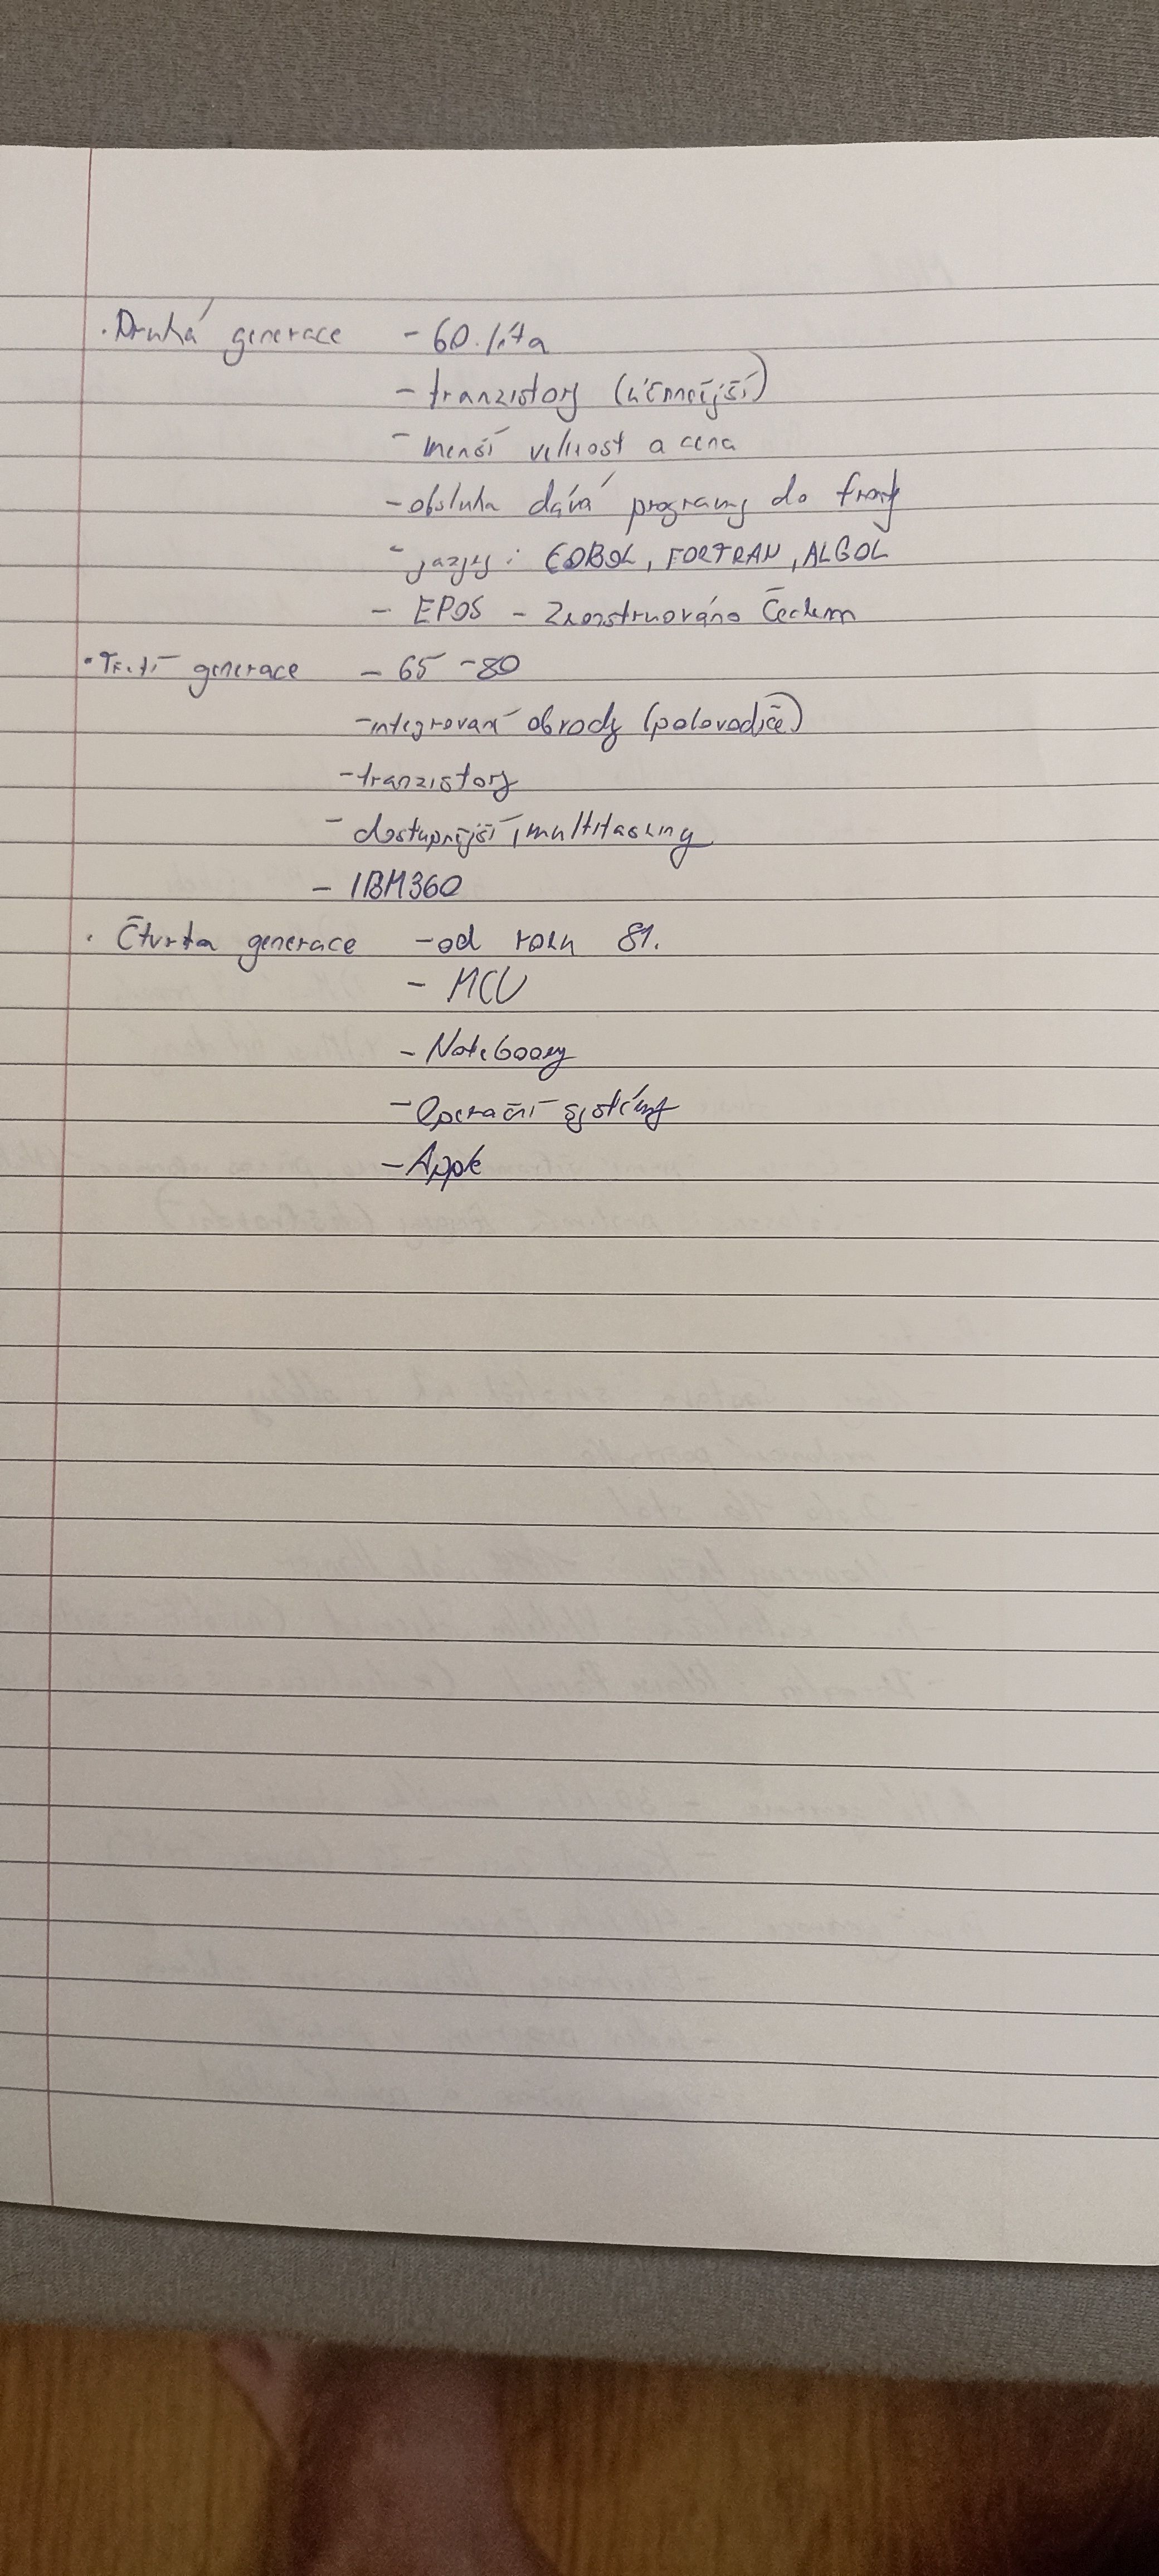 · Druhá generace - 60. léta
- tranzistory (účinnější)
- menší velikost a cena
- obsluha dává programy do fronty
- jazyky: COBOL, FORTRAN, ALGOL
- EPOS - Zkonstruováno Čechem
· Třetí generace - 65 - 80
- integrované obvody (polovodiče)
- tranzistory
- dostupnější, multitasking
- IBM360
· Čtvrta generace - od roku 81.
- MCU
- Notebooky
- Operační systémy
- Apple